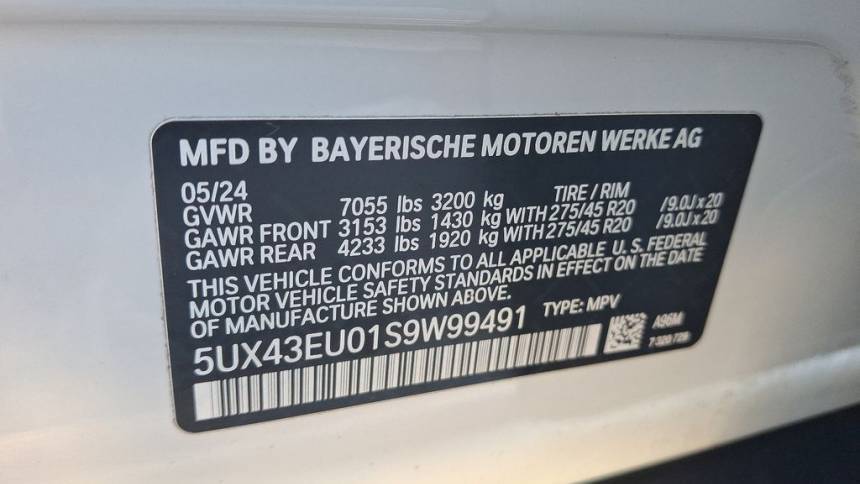 MFD BY BAYERISCHE MOTOREN WERKE AG
05/24 TIRE / RIM
GVWR 7055 lbs 3200 kg
GAWR FRONT 3153 lbs 1430 kg WITH 275/45 R20 /9.0J x 20
GAWR REAR 4233 lbs 1920 kg WITH 275/45 R20 /9.0J x 20
THIS VEHICLE CONFORMS TO ALL APPLICABLE U.S. FEDERAL
MOTOR VEHICLE SAFETY STANDARDS IN EFFECT ON THE DATE
OF MANUFACTURE SHOWN ABOVE.
5UX43EU01S9W99491 TYPE: MPV
A96M